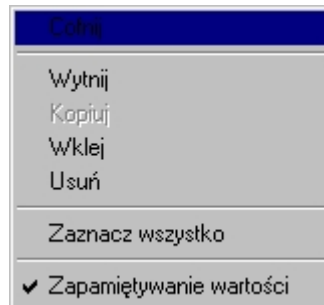 Cofnij
Wytnij
Kopiuj
Wklej
Usuń
Zaznacz wszystko
Zapamiętywanie wartości